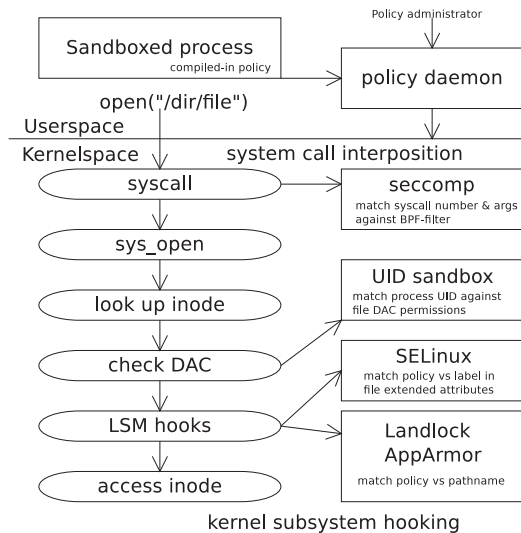 Policy administrator
Sandboxed process
compiled-in policy
policy daemon
open("/dir/file")
Userspace
Kernelspace
system call interposition
syscall
seccomp
match syscall number & args
against BPF-filter
sys_open
look up inode
UID sandbox
match process UID against
file DAC permissions
check DAC
SELinux
match policy vs label in
file extended attributes
LSM hooks
Landlock
AppArmor
match policy vs pathname
access inode
kernel subsystem hooking